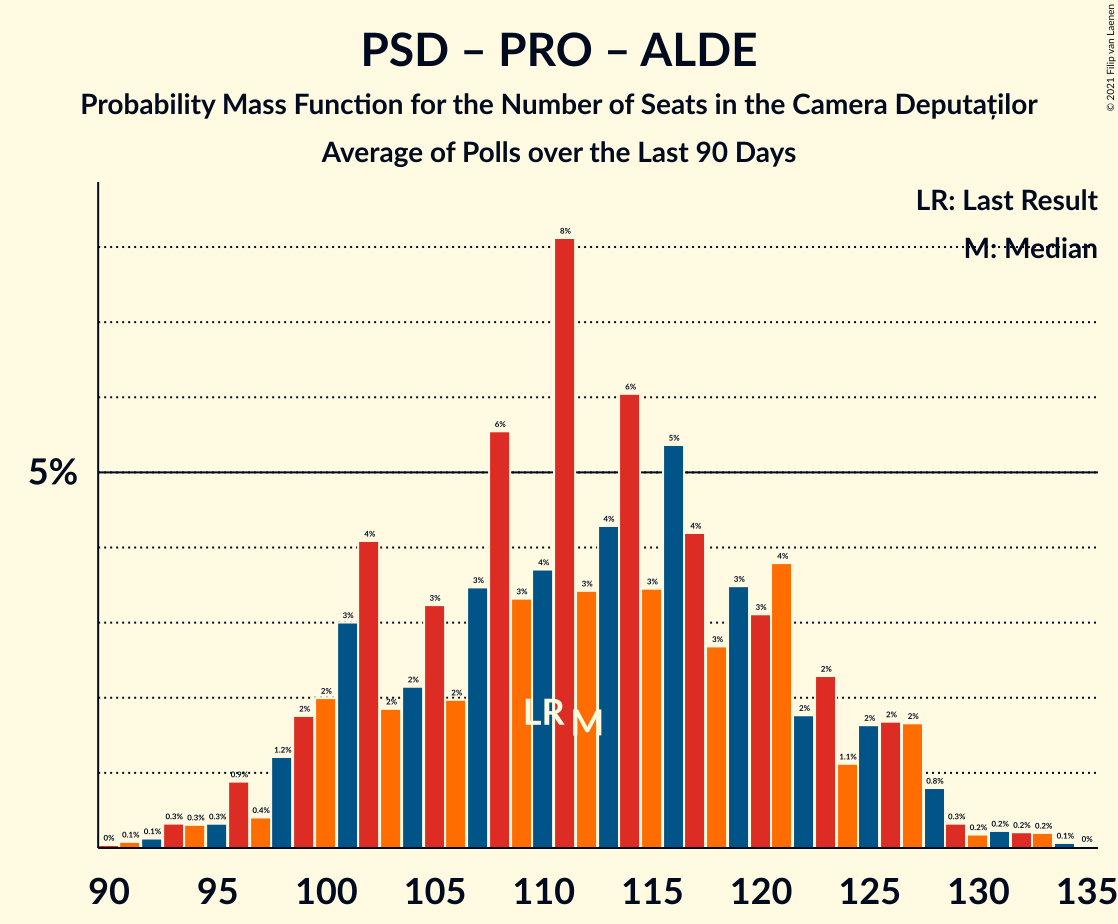 PSD – PRO – ALDE
Probability Mass Function for the Number of Seats in the Camera Deputaților
Average of Polls over the Last 90 Days
© 2021 Filip van Laenen
LR: Last Result
M: Median
5%
0% 0.1% 0.1% 0.3% 0.3% 0.3% 0.9% 0.4% 1.2% 2% 2% 3% 4% 2% 2% 3% 2% 3% 6% 3% 4% 8% 3% 4% 6% 3% 5% 4% 3% 3% 3% 4% 2% 2% 1.1% 2% 2% 2% 0.8% 0.3% 0.2% 0.2% 0.2% 0.2% 0.1% 0%
LR M
90 95 100 105 110 115 120 125 130 135